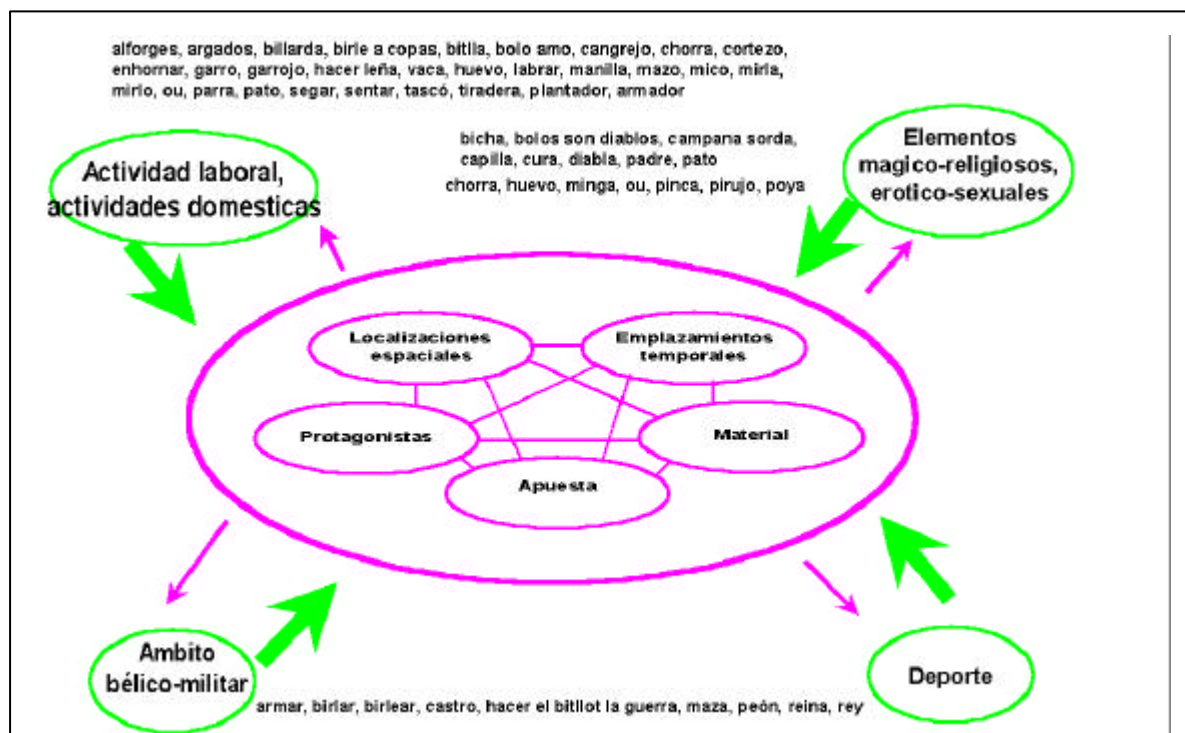 alforges, argados, billarda, birle a copas, bitlla, bolo amo, cangrejo, chorra, cortezo,
enhornar, garro, garrojo, hacer leña, vaca, huevo, labrar, manilla, mazo, mico, mirla,
mirlo, ou, parra, pato, segar, sentar, tascó, tiradera, plantador, armador
bicha, bolos son diablos, campana sorda,
capilla, cura, diabla, padre, pato
chorra, huevo, minga, ou, pinca, pirujo, poya
Elementos
magico-religiosos,
erotico-sexuales
Actividad laboral,
actividades domesticas
Localizaciones
espaciales
Emplazamientos
temporales
Protagonistas
Material
Apuesta
Ambito
bélico-militar
Deporte
armar, birlar, birlear, castro, hacer el bitllot la guerra, maza, peón, reina, rey